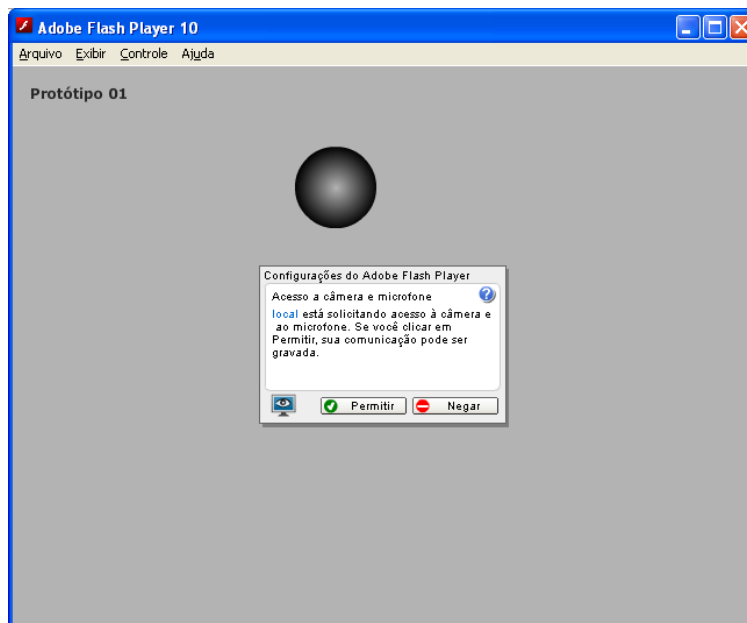 Adobe Flash Player 10
Arquivo Exibir Controle Ajuda
Protótipo 01
Configurações do Adobe Flash Player
Acesso a câmera e microfone
local está solicitando acesso à câmera e
ao microfone. Se você clicar em
Permitir, sua comunicação pode ser
gravada.
Permitir Negar